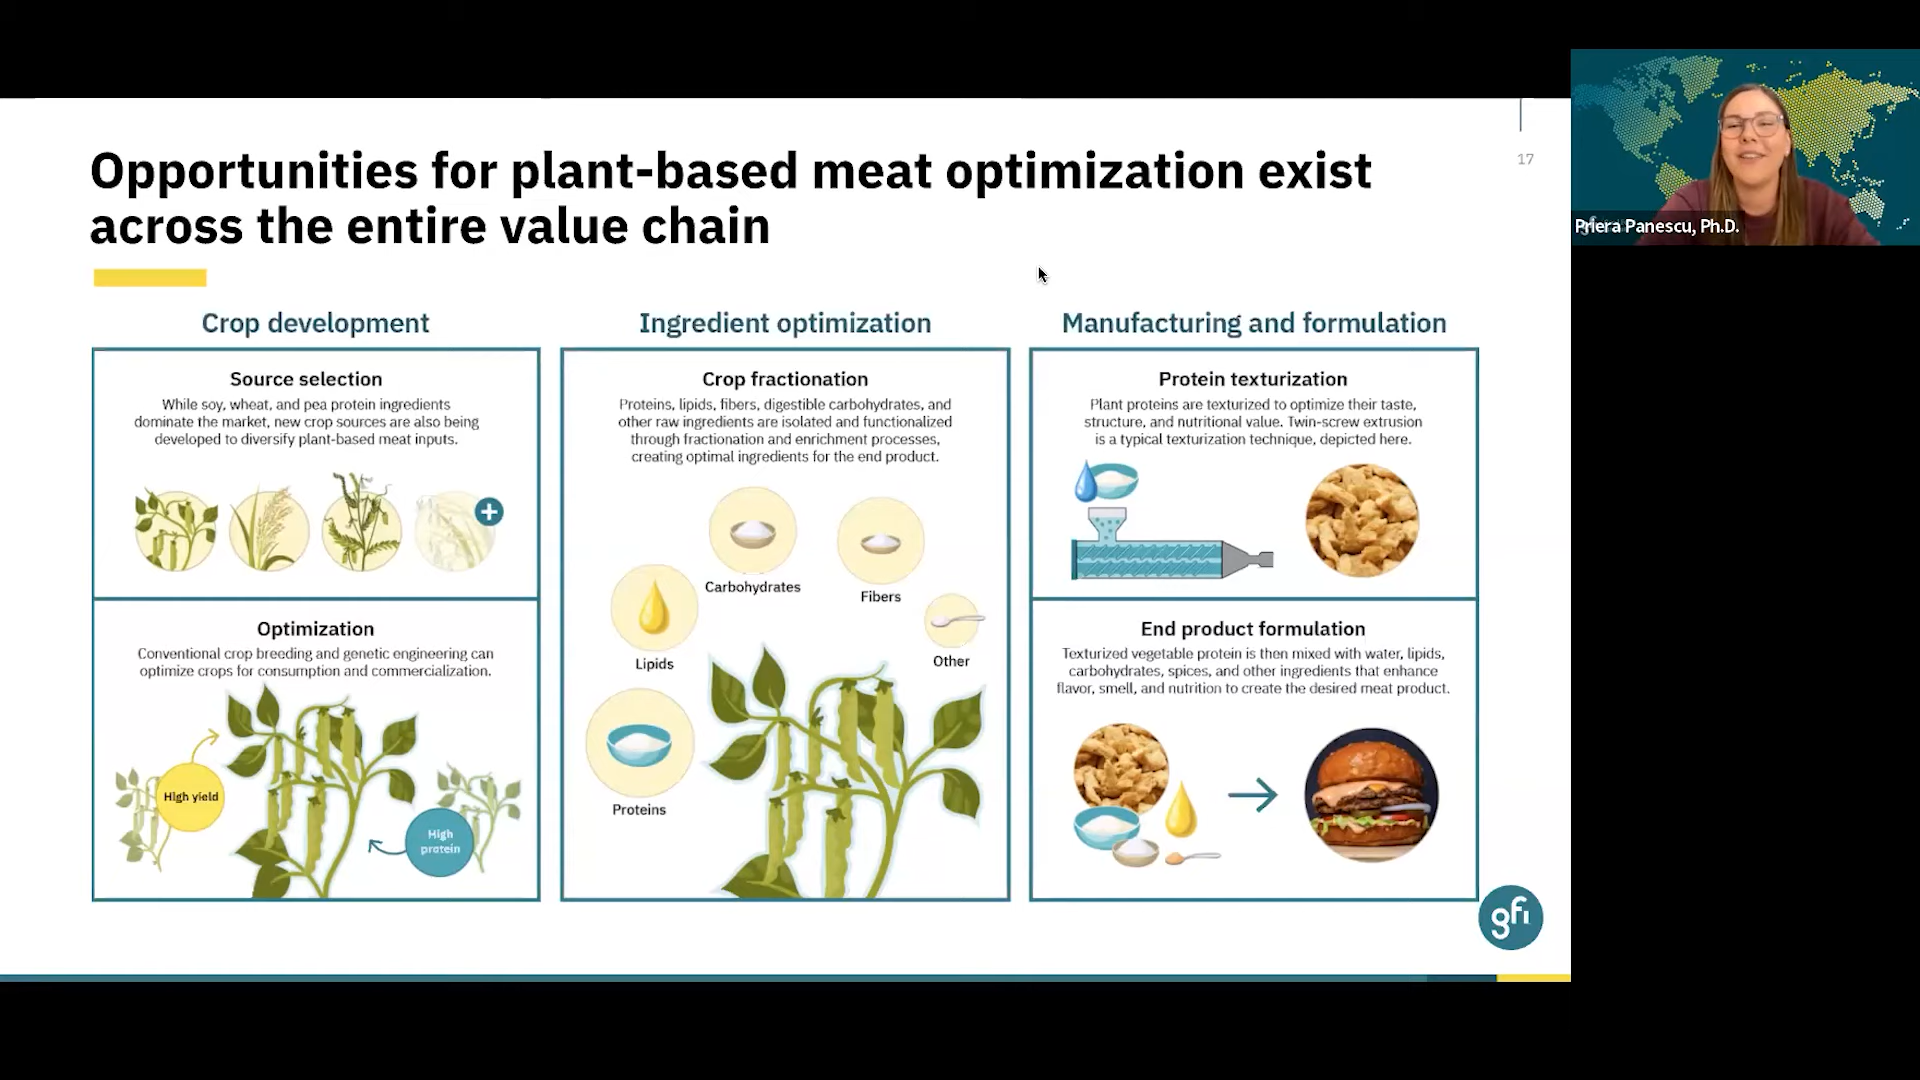 Opportunities for plant-based meat optimization exist
across the entire value chain
17
Priera Panescu, Ph.D.
Crop development
Source selection
While soy, wheat, and pea protein ingredients
dominate the market, new crop sources are also being
developed to diversify plant-based meat inputs.
Optimization
Conventional crop breeding and genetic engineering can
optimize crops for consumption and commercialization.
High yield
High
protein
Ingredient optimization
Crop fractionation
Proteins, lipids, fibers, digestible carbohydrates, and
other raw ingredients are isolated and functionalized
through fractionation and enrichment processes,
creating optimal ingredients for the end product.
Carbohydrates
Fibers
Lipids
Other
Proteins
Manufacturing and formulation
Protein texturization
Plant proteins are texturized to optimize their taste,
structure, and nutritional value. Twin-screw extrusion
is a typical texturization technique, depicted here.
End product formulation
Texturized vegetable protein is then mixed with water, lipids,
carbohydrates, spices, and other ingredients that enhance
flavor, smell, and nutrition to create the desired meat product.
gfi